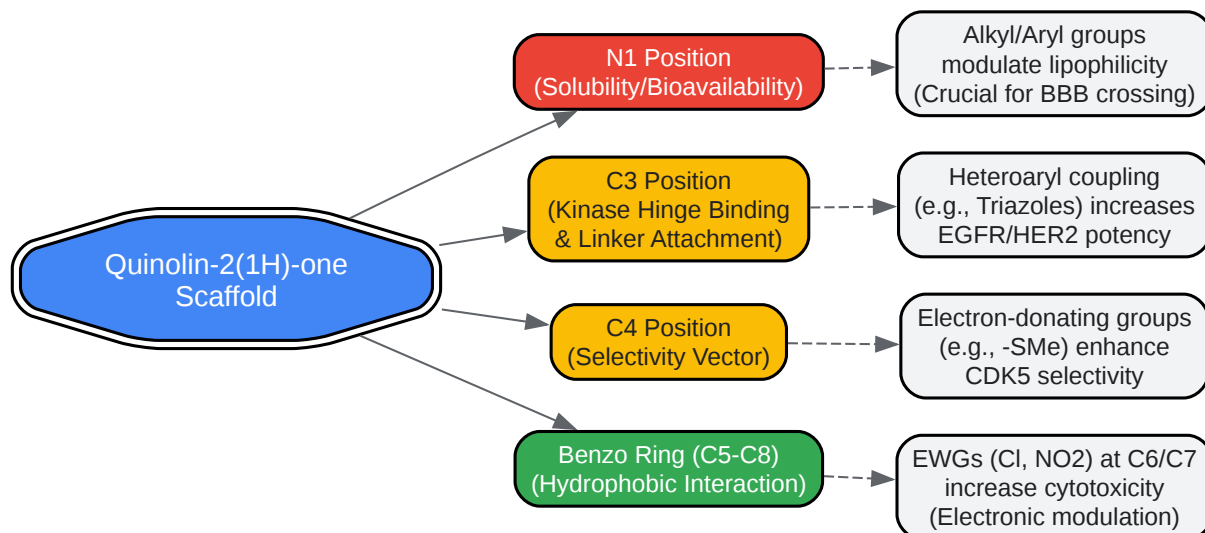 Quinolin-2(1H)-one
Scaffold
N1 Position
(Solubility/Bioavailability)
Alkyl/Aryl groups
modulate lipophilicity
(Crucial for BBB crossing)
C3 Position
(Kinase Hinge Binding
& Linker Attachment)
Heteroaryl coupling
(e.g., Triazoles) increases
EGFR/HER2 potency
C4 Position
(Selectivity Vector)
Electron-donating groups
(e.g., -SMe) enhance
CDK5 selectivity
Benzo Ring (C5-C8)
(Hydrophobic Interaction)
EWGs (Cl, NO2) at C6/C7
increase cytotoxicity
(Electronic modulation)